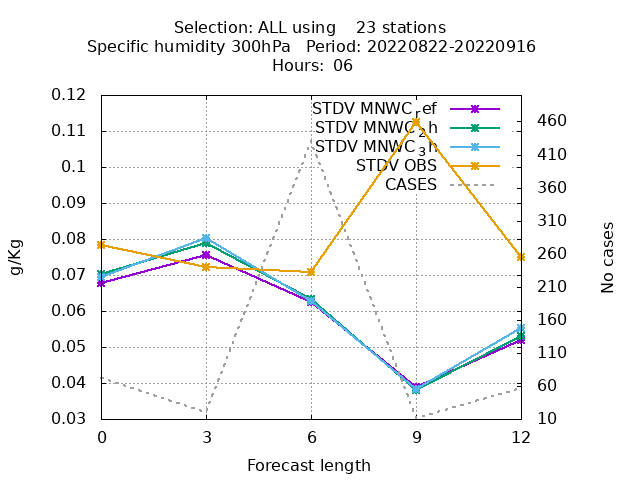 Selection: ALL using    23 stations
Specific humidity 300hPa   Period: 20220822-20220916
Hours:  06
STDV MNWC_ref
STDV MNWC_2h
STDV MNWC_3h
STDV OBS
CASES
0.12
0.11
0.1
0.09
0.08
0.07
0.06
0.05
0.04
0.03
460
410
360
310
260
210
160
110
60
10
g/Kg
No cases
0
3
6
9
12
Forecast length